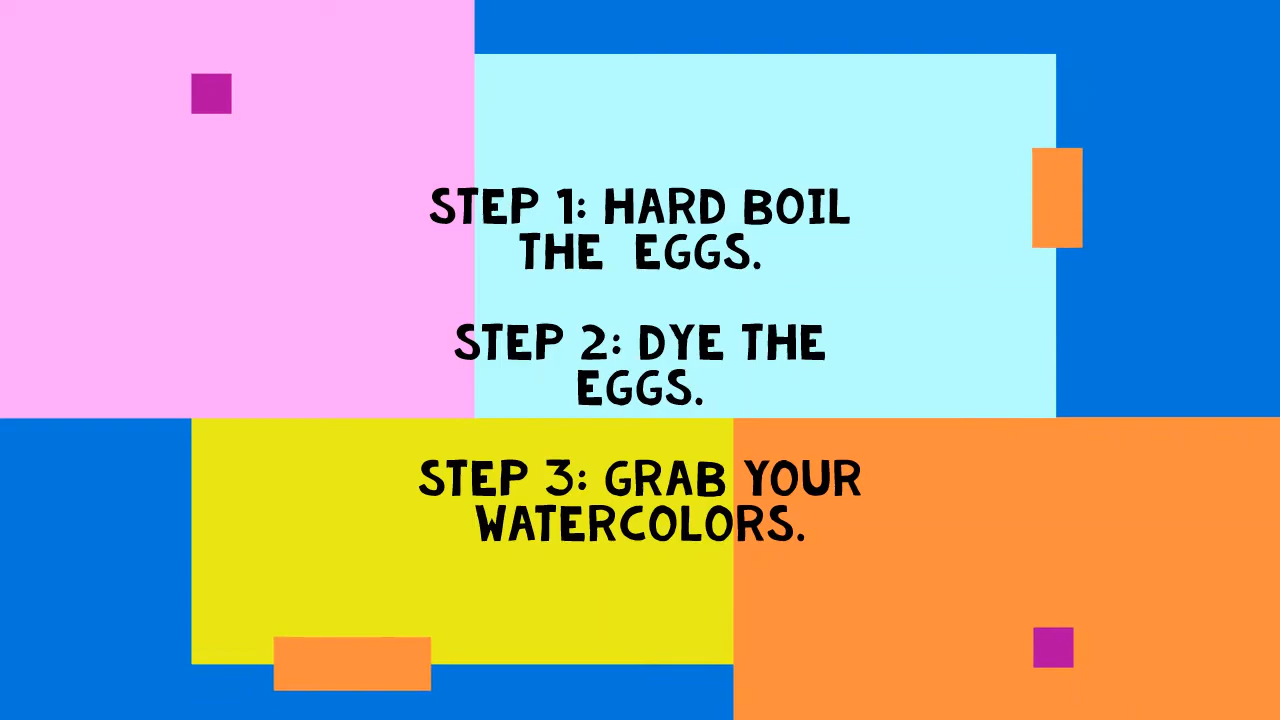 STEP 1: HARD BOIL
THE EGGS.
STEP 2: DYE THE
EGGS.
STEP 3: GRAB YOUR
WATERCOLORS.